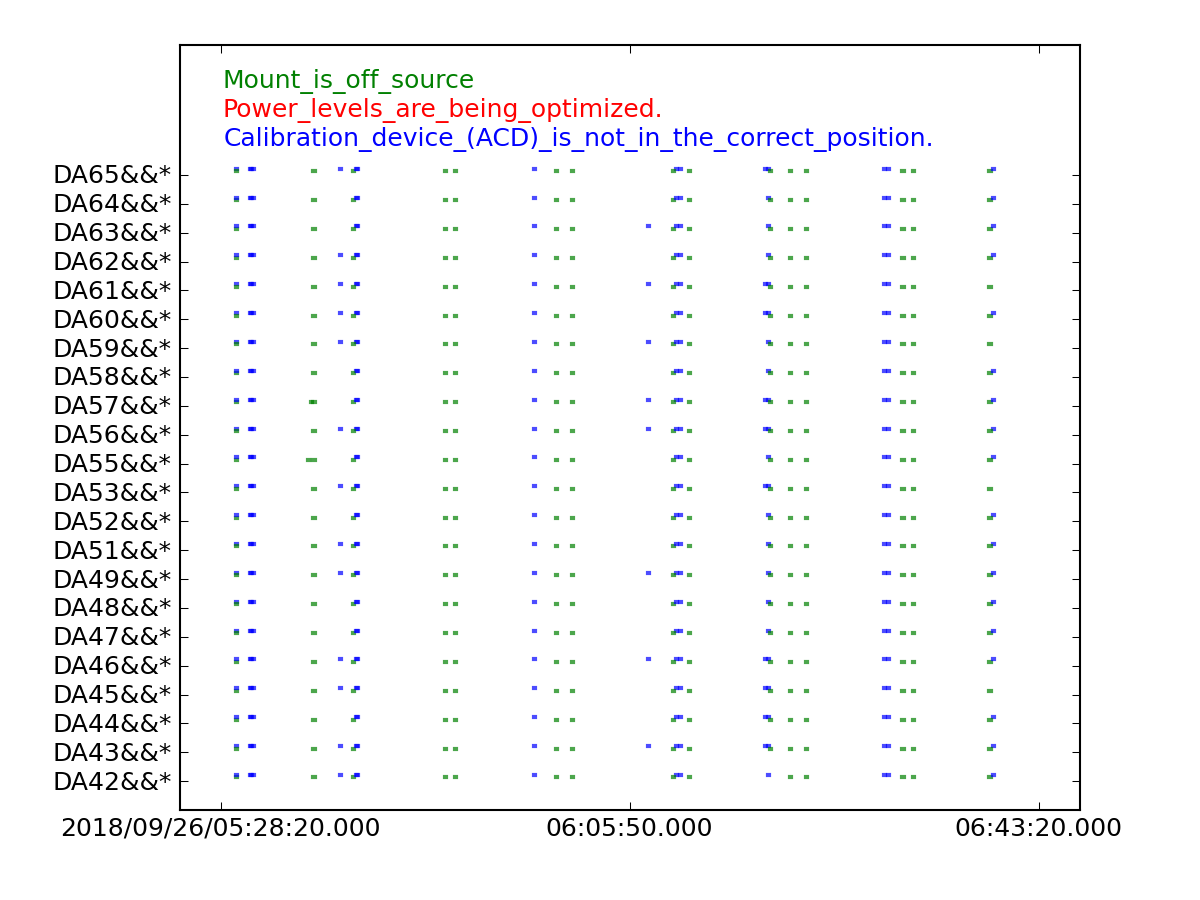 Mount_is_off_source
Power_levels_are_being_optimized.
Calibration_device_(ACD)_is_not_in_the_correct_position.
DA65&&*
DA64&&*
DA63&&*
DA62&&*
DA61&&*
DA60&&*
DA59&&*
DA58&&*
DA57&&*
DA56&&*
DA55&&*
DA53&&*
DA52&&*
DA51&&*
DA49&&*
DA48&&*
DA47&&*
DA46&&*
DA45&&*
DA44&&*
DA43&&*
DA42&&*
2018/09/26/05:28:20.000 06:05:50.000 06:43:20.000